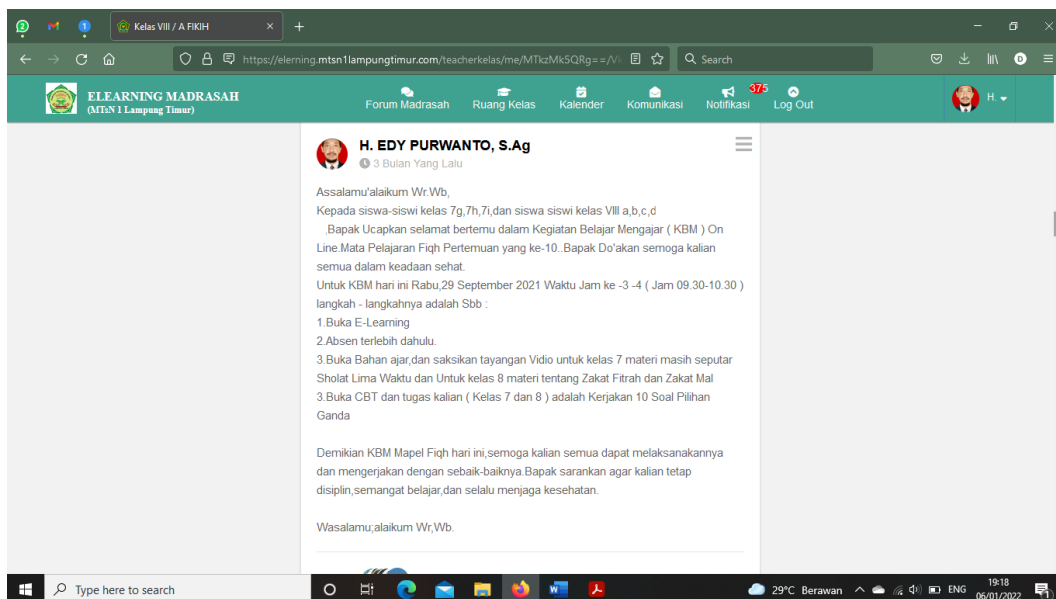 2
1
Kelas VIII / A FIKIH
https://elerning.mtsn1lampungtimur.com/teacherkelas/me/MTkzMk5QRg==/V
Search
D
ELEARNING MADRASAH
(MTsN 1 Lampung Timur)
Forum Madrasah
Ruang Kelas
Kalender
Komunikasi
Notifikasi
375
Log Out
H.
H. EDY PURWANTO, S.Ag
3 Bulan Yang Lalu
Assalamu'alaikum Wr.Wb,
Kepada siswa-siswi kelas 7g,7h,7i,dan siswa siswi kelas VIII a,b,c,d
,Bapak Ucapkan selamat bertemu dalam Kegiatan Belajar Mengajar ( KBM ) On
Line.Mata Pelajaran Fiqh Pertemuan yang ke-10..Bapak Do'akan semoga kalian
semua dalam keadaan sehat.
Untuk KBM hari ini Rabu,29 September 2021 Waktu Jam ke -3 -4 ( Jam 09.30-10.30 )
langkah - langkahnya adalah Sbb :
1.Buka E-Learning
2.Absen terlebih dahulu.
3.Buka Bahan ajar,dan saksikan tayangan Vidio untuk kelas 7 materi masih seputar
Sholat Lima Waktu dan Untuk kelas 8 materi tentang Zakat Fitrah dan Zakat Mal
3.Buka CBT dan tugas kalian ( Kelas 7 dan 8 ) adalah Kerjakan 10 Soal Pilihan
Ganda
Demikian KBM Mapel Fiqh hari ini,semoga kalian semua dapat melaksanakannya
dan mengerjakan dengan sebaik-baiknya.Bapak sarankan agar kalian tetap
disiplin,semangat belajar,dan selalu menjaga kesehatan.
Wasalamu;alaikum Wr,Wb.
Type here to search
29°C Berawan
ENG
19:18
06/01/2022